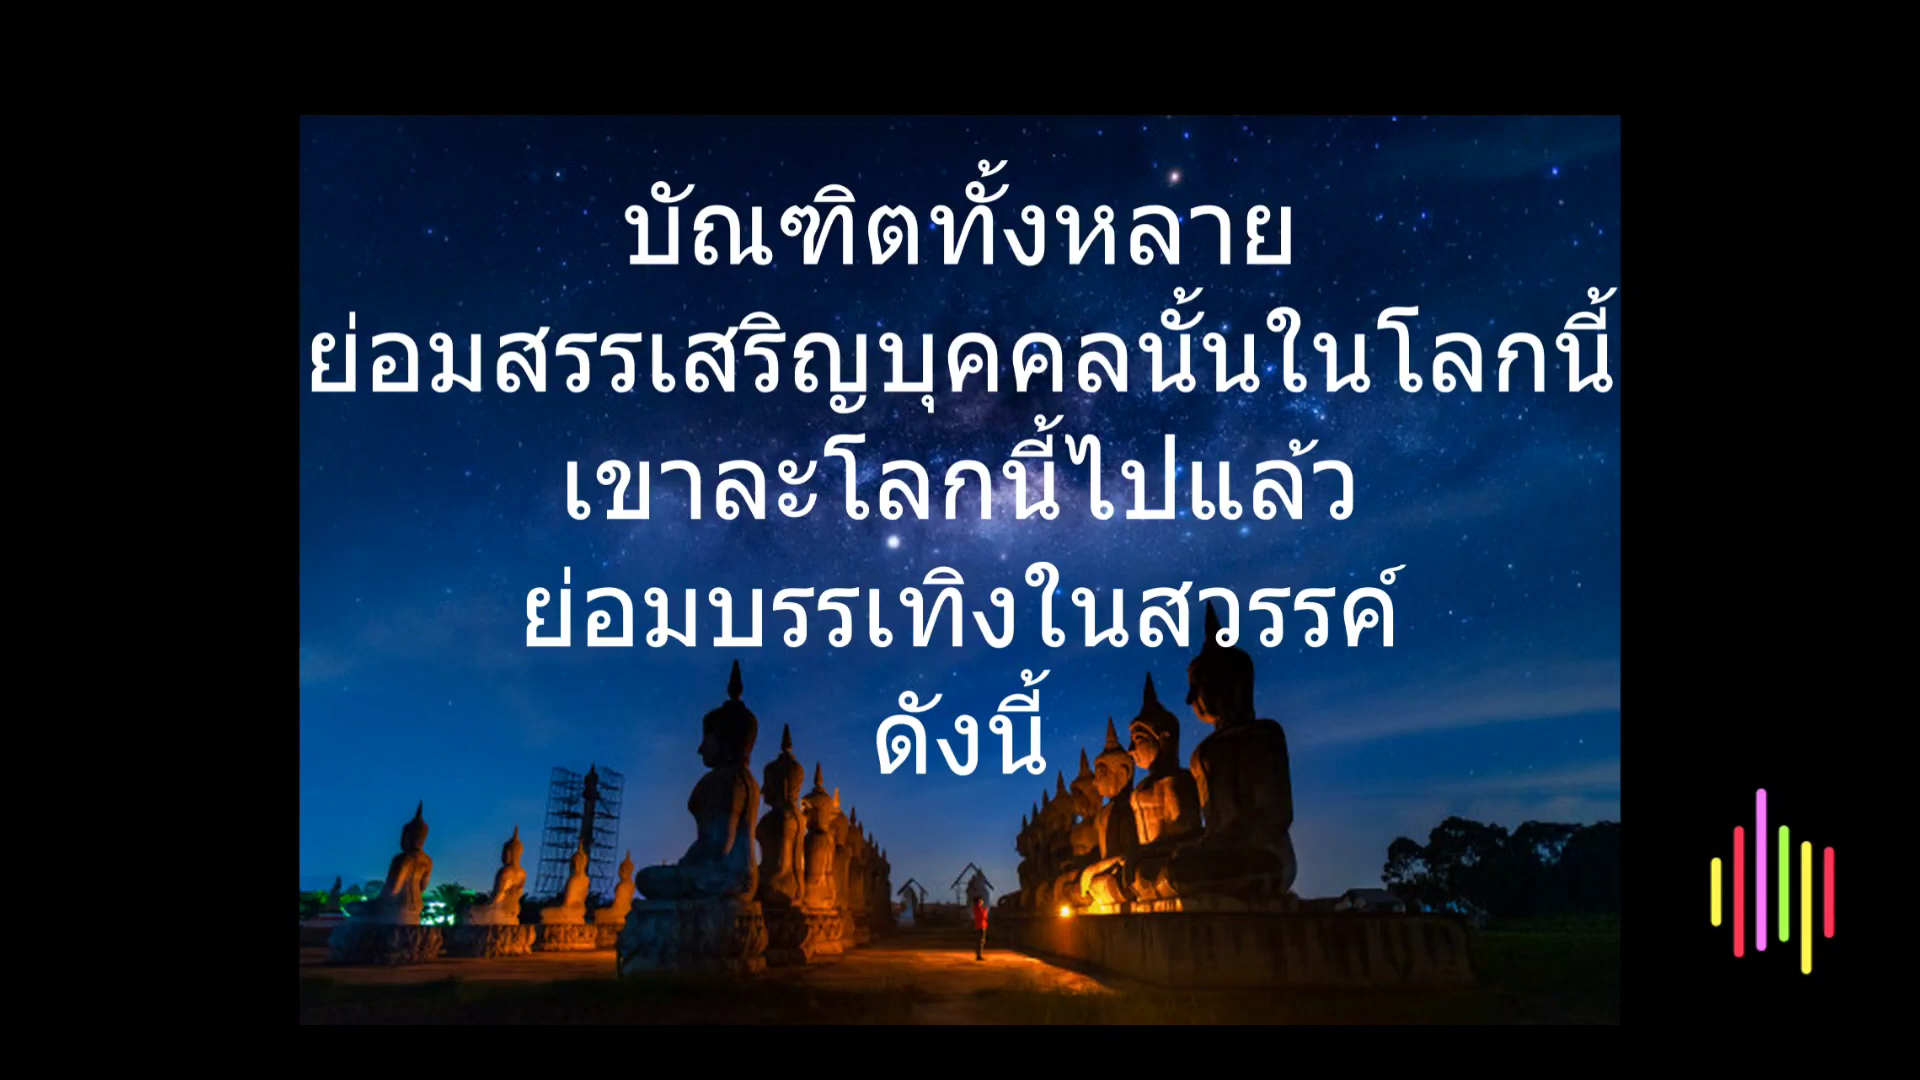 บัณฑิตทั้งหลาย
ย่อมสรรเสริญบุคคลนั้นในโลกนี้
เขาละโลกนี้ไปแล้ว
ย่อมบรรเทิงในสวรรค์
ดังนี้